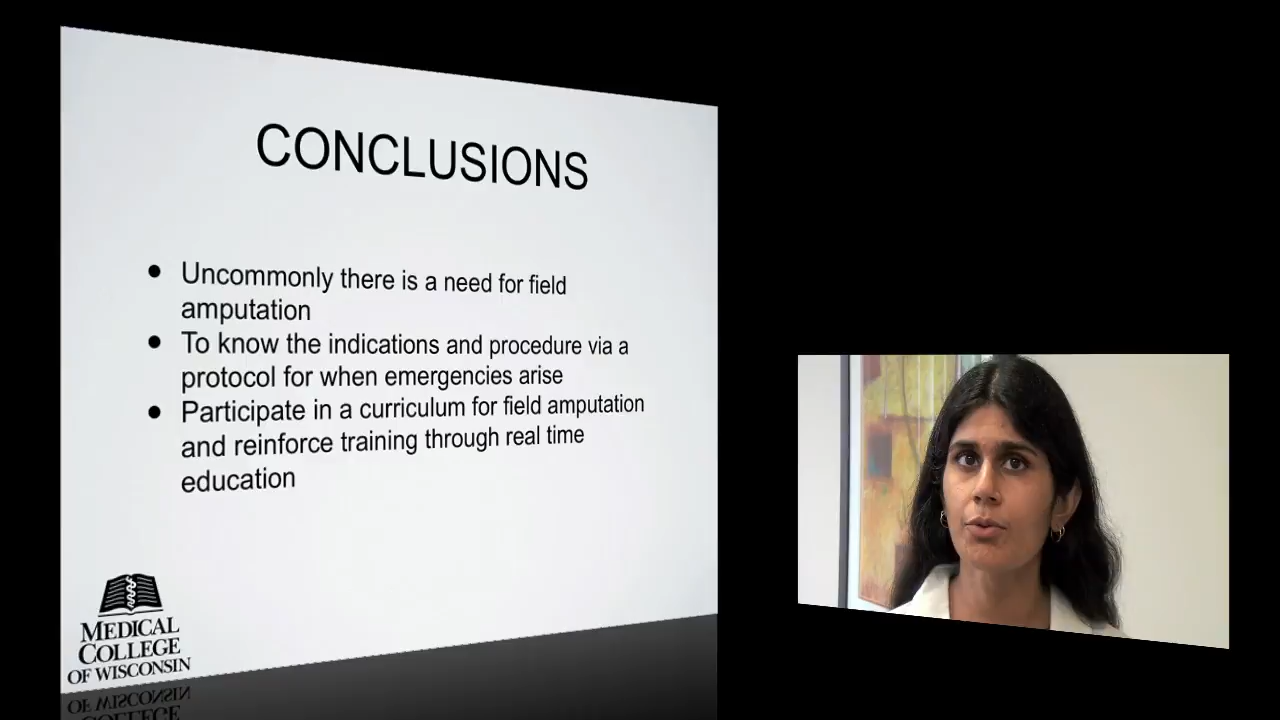 CONCLUSIONS
Uncommonly there is a need for field
amputation
To know the indications and procedure via a
protocol for when emergencies arise
Participate in a curriculum for field amputation
and reinforce training through real time
education
MEDICAL
COLLEGE
OF WISCONSIN